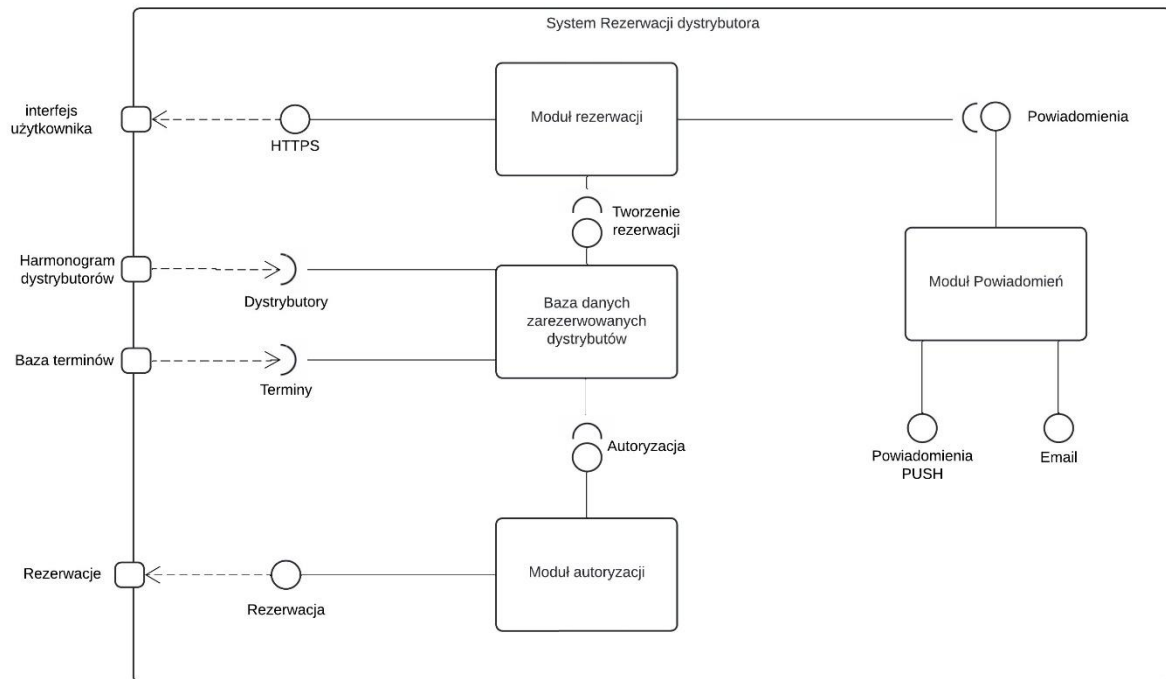 System Rezerwacji dystrybutora
interfejs
użytkownika
HTTPS
Moduł rezerwacji
Powiadomienia
Tworzenie
rezerwacji
Harmonogram
dystrybutorów
Dystrybutory
Baza danych
zarezerwowanych
dystrybutów
Moduł Powiadomień
Baza terminów
Terminy
Autoryzacja
Powiadomienia
PUSH
Email
Rezerwacje
Rezerwacja
Moduł autoryzacji